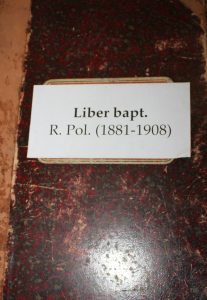 Liber bapt.
R. Pol. (1881-1908)